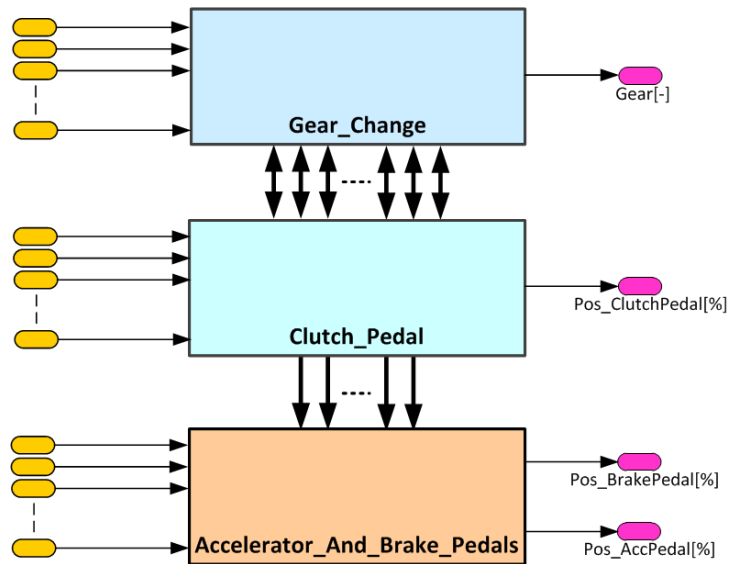 Gear[-]
Gear_Change
Pos_ClutchPedal[%]
Clutch_Pedal
Pos_BrakePedal[%]
Accelerator_And_Brake_Pedals
Pos_AccPedal[%]